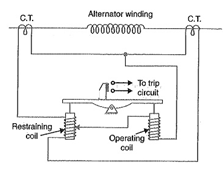 Alternator winding
C.T.
C.T.
To trip
circuit
Restraining
coil
Operating
coil